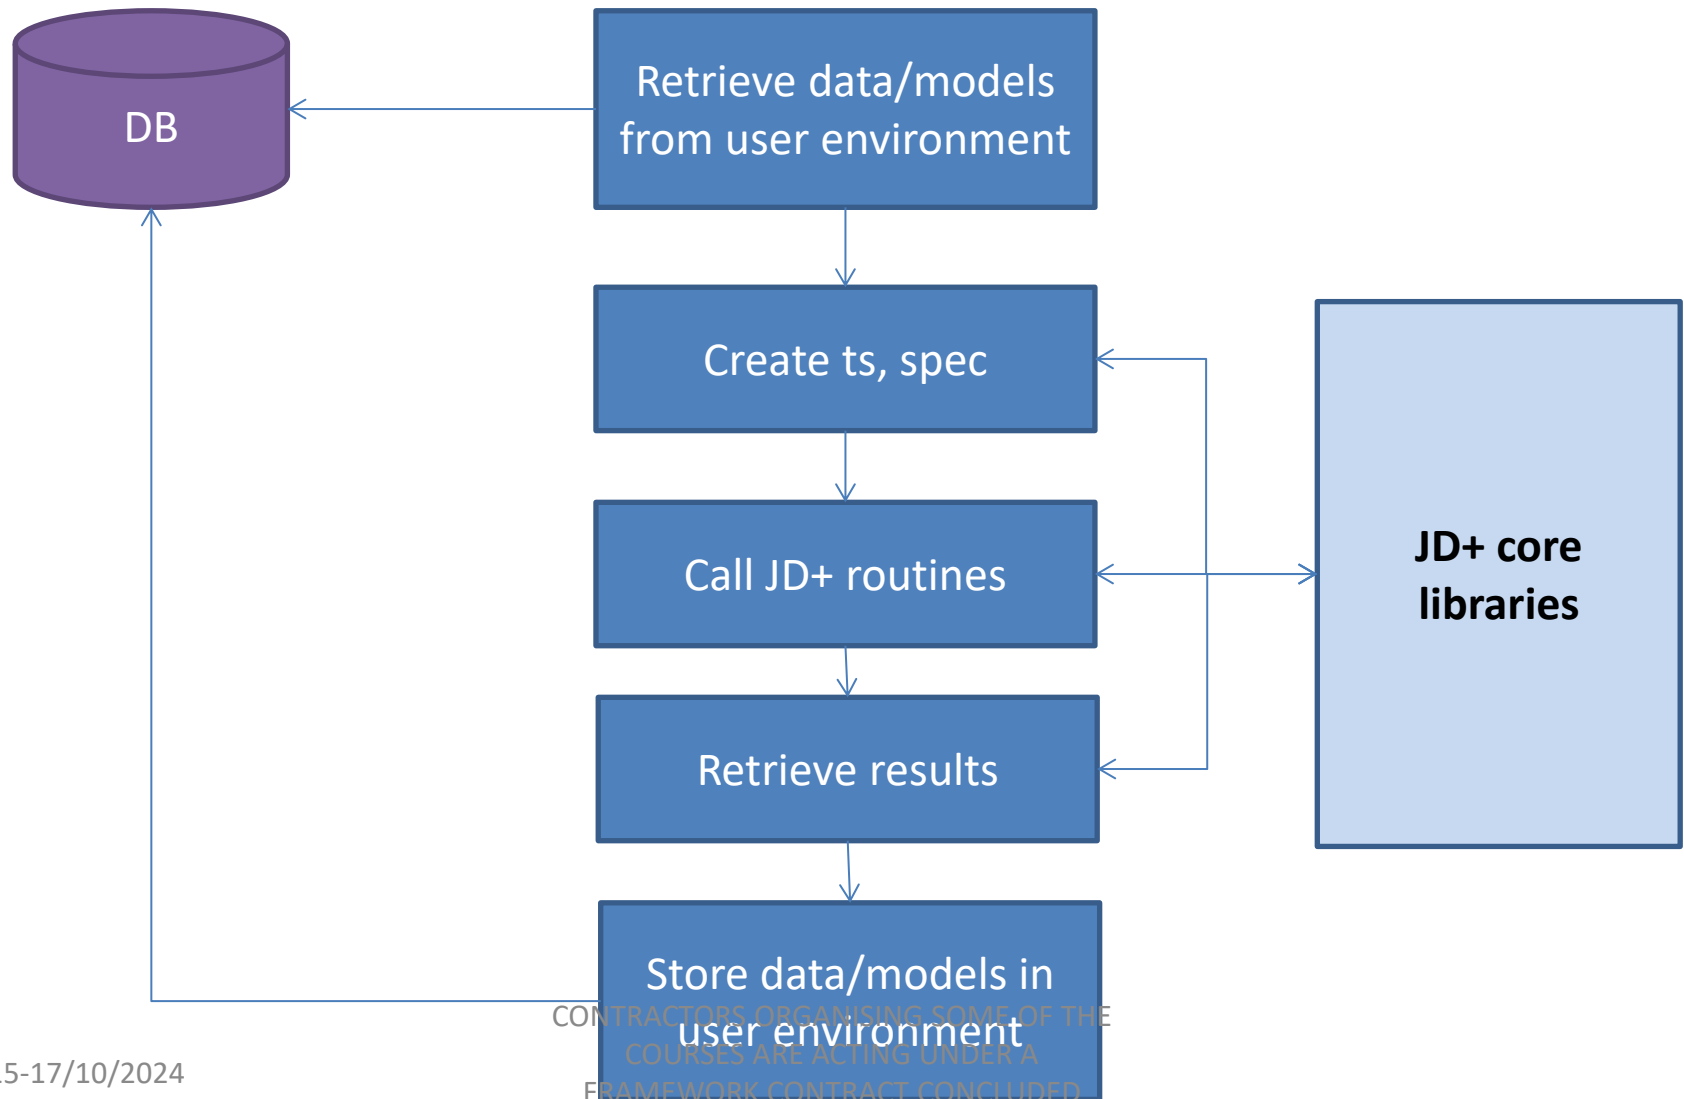 DB
Retrieve data/models
from user environment
Create ts, spec
Call JD+ routines
JD+ core
libraries
Retrieve results
Store data/models in
user environment
CONTRACTORS ORGANISING SOME OF THE
COURSES ARE ACTING UNDER A
FRAMEWORK CONTRACT CONCLUDED
5-17/10/2024